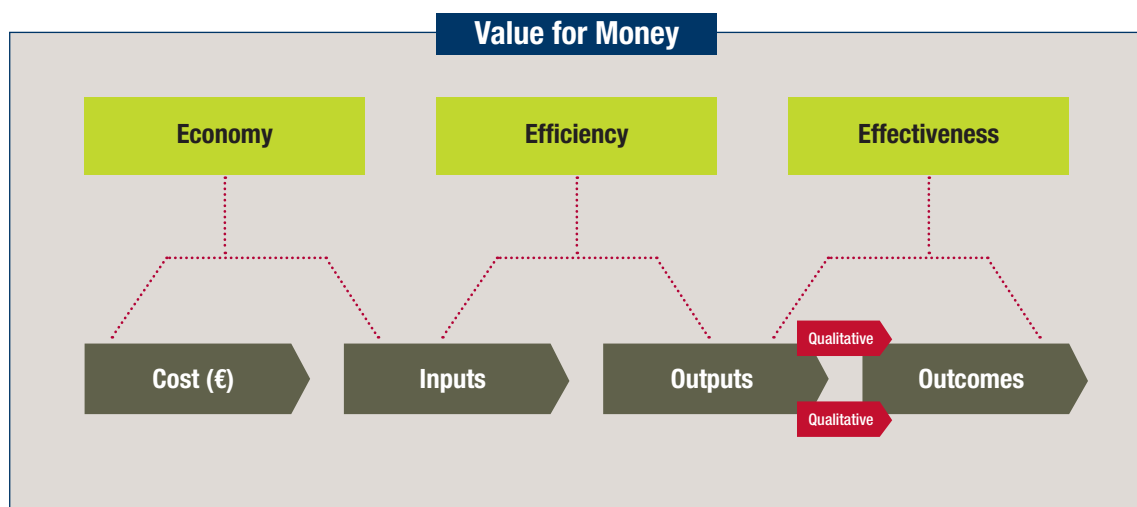 Value for Money
Economy
Efficiency
Effectiveness
Qualitative
Cost (€)
Inputs
Outputs
Outcomes
Qualitative